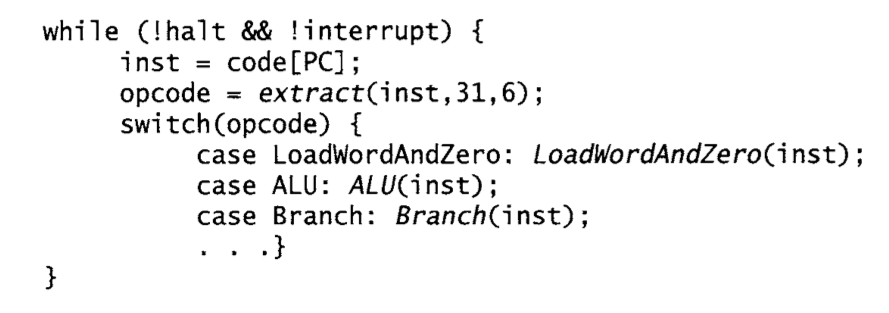 while (!halt && !interrupt) {
inst = code[PC];
opcode = extract(inst,31,6);
switch(opcode) {
case LoadWordAndZero: LoadWordAndZero(inst);
case ALU: ALU(inst);
case Branch: Branch(inst);
. . .}
}